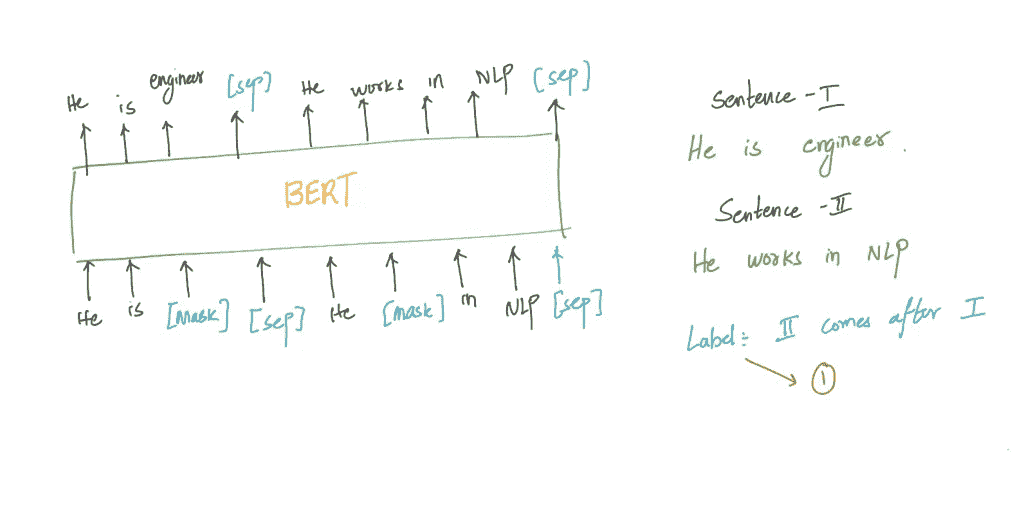 He is engineer [sep] He works in NLP [sep]
BERT
He is [mask] [sep] He [mask] in NLP [sep]
Sentence - I
He is engineer.
Sentence - II
He works in NLP
Label:- II comes after I
1